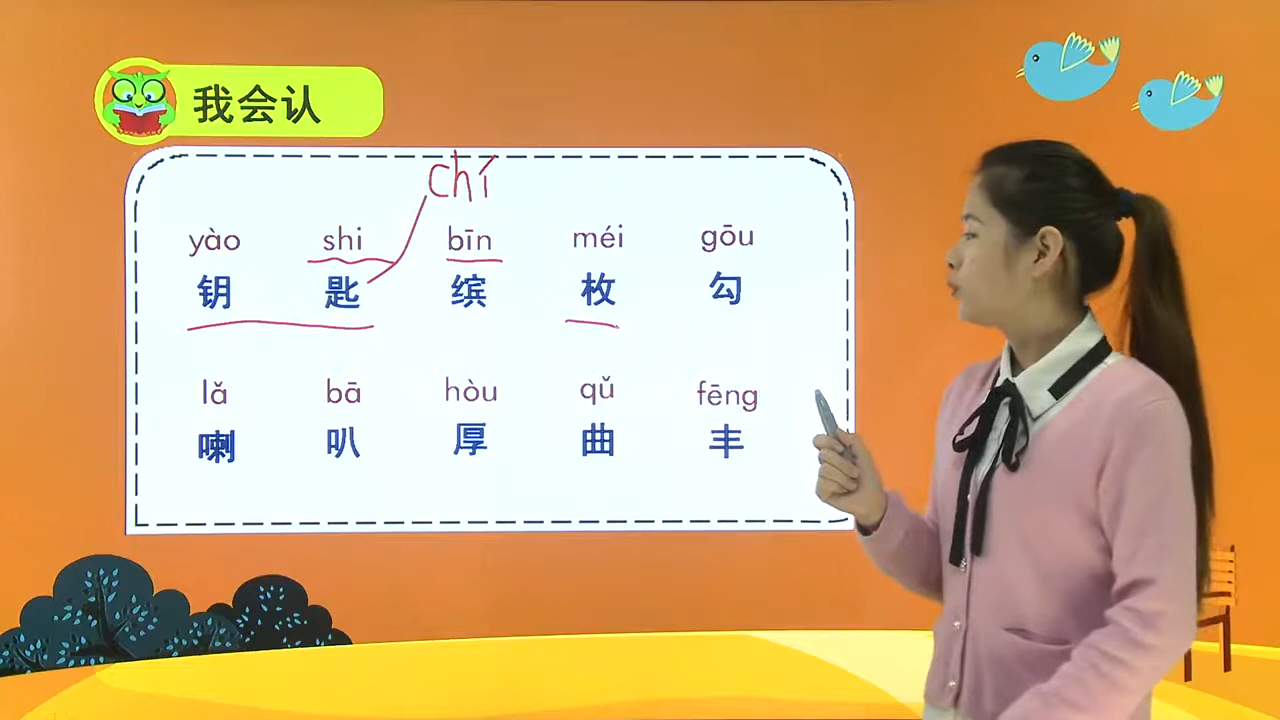 我会认
chí
yào shi bīn méi gōu
钥 匙 缤 枚 勾
lǎ bā hòu qǔ fēng
喇 叭 厚 曲 丰